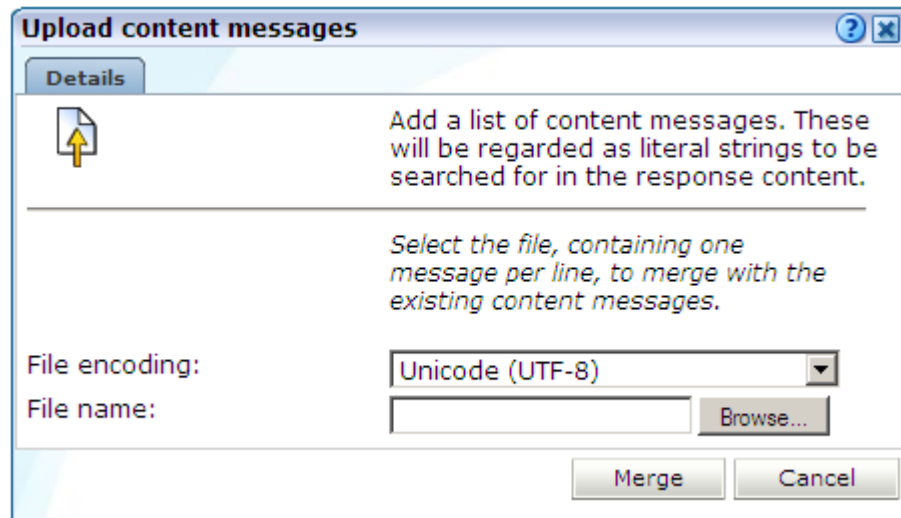 Upload content messages
Details
Add a list of content messages. These
will be regarded as literal strings to be
searched for in the response content.
Select the file, containing one
message per line, to merge with the
existing content messages.
File encoding: Unicode (UTF-8)
File name: Browse...
Merge Cancel